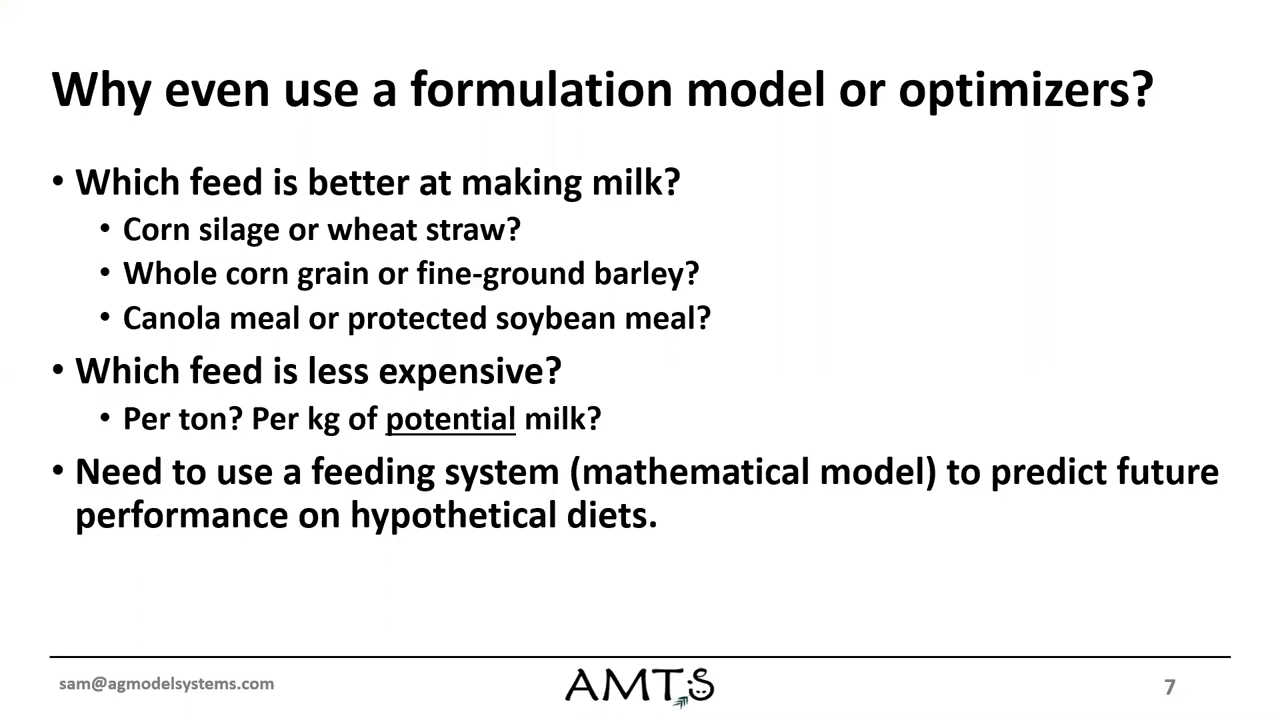 Why even use a formulation model or optimizers?
• Which feed is better at making milk?
• Corn silage or wheat straw?
• Whole corn grain or fine-ground barley?
• Canola meal or protected soybean meal?
• Which feed is less expensive?
• Per ton? Per kg of potential milk?
• Need to use a feeding system (mathematical model) to predict future
performance on hypothetical diets.
sam@agmodelsystems.com
AMTS
7